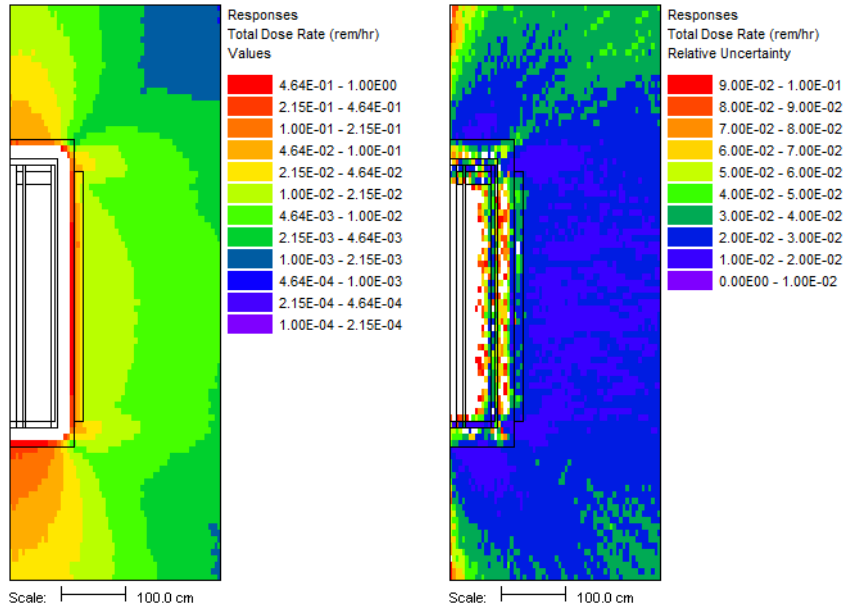 Responses
Total Dose Rate (rem/hr)
Values
4.64E-01 - 1.00E00
2.15E-01 - 4.64E-01
1.00E-01 - 2.15E-01
4.64E-02 - 1.00E-01
2.15E-02 - 4.64E-02
1.00E-02 - 2.15E-02
4.64E-03 - 1.00E-02
2.15E-03 - 4.64E-03
1.00E-03 - 2.15E-03
4.64E-04 - 1.00E-03
2.15E-04 - 4.64E-04
1.00E-04 - 2.15E-04
Scale: 100.0 cm
Responses
Total Dose Rate (rem/hr)
Relative Uncertainty
9.00E-02 - 1.00E-01
8.00E-02 - 9.00E-02
7.00E-02 - 8.00E-02
6.00E-02 - 7.00E-02
5.00E-02 - 6.00E-02
4.00E-02 - 5.00E-02
3.00E-02 - 4.00E-02
2.00E-02 - 3.00E-02
1.00E-02 - 2.00E-02
0.00E00 - 1.00E-02
Scale: 100.0 cm